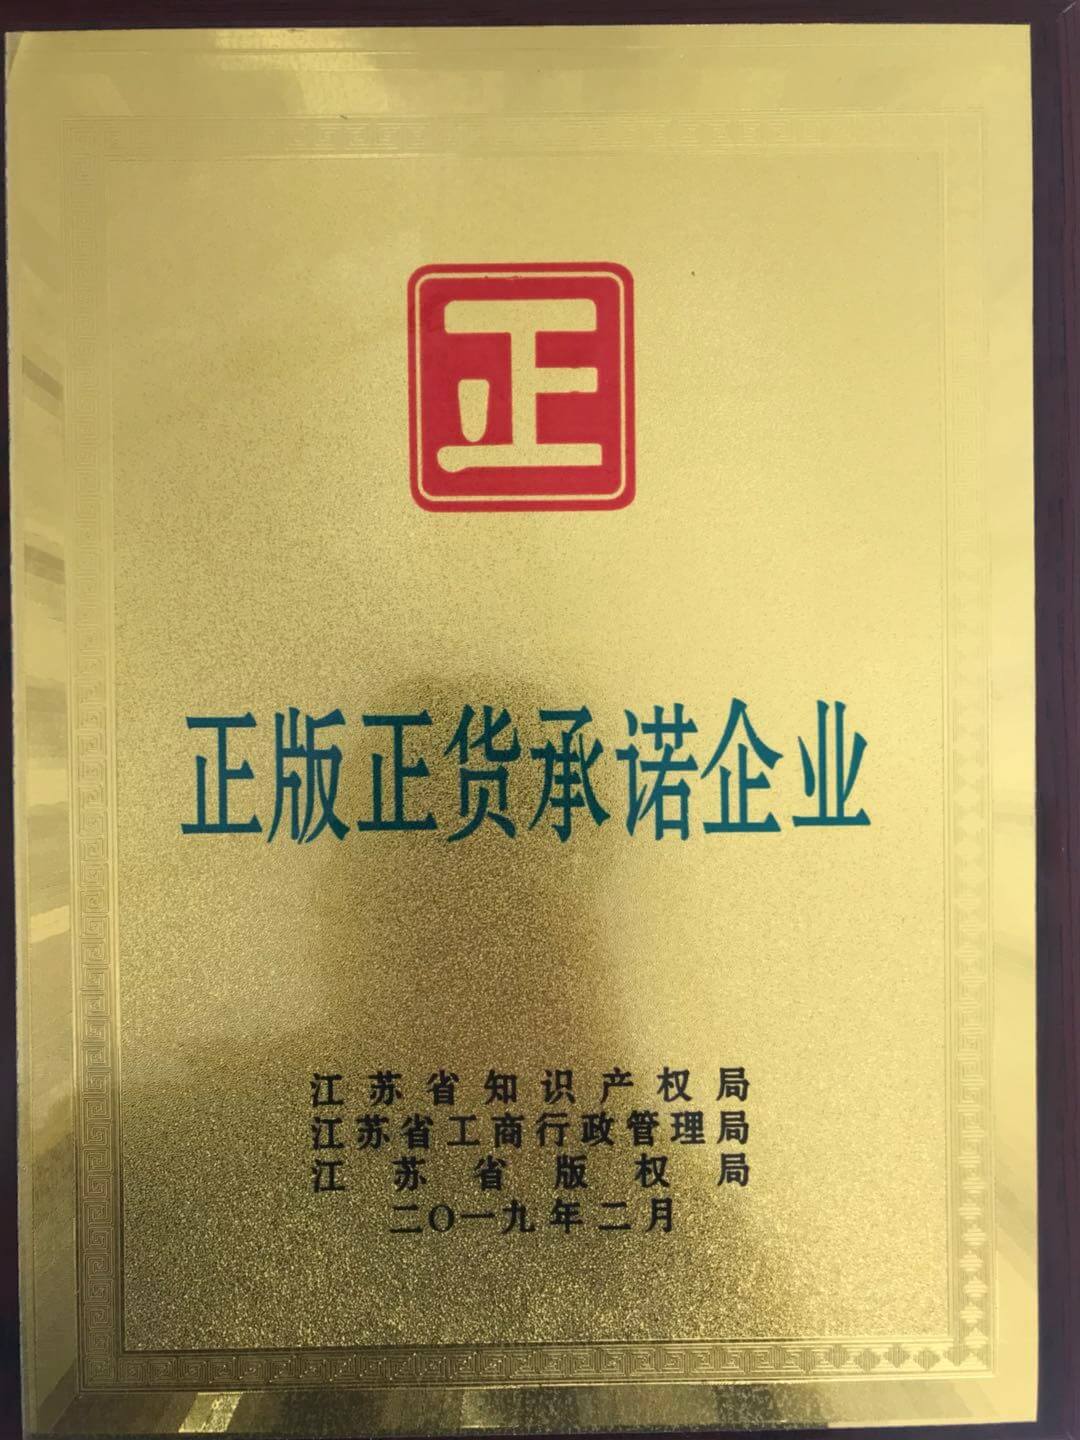 正
正版正货承诺企业
江苏省知识产权局
江苏省工商行政管理局
江苏省版权局
二〇一九年二月